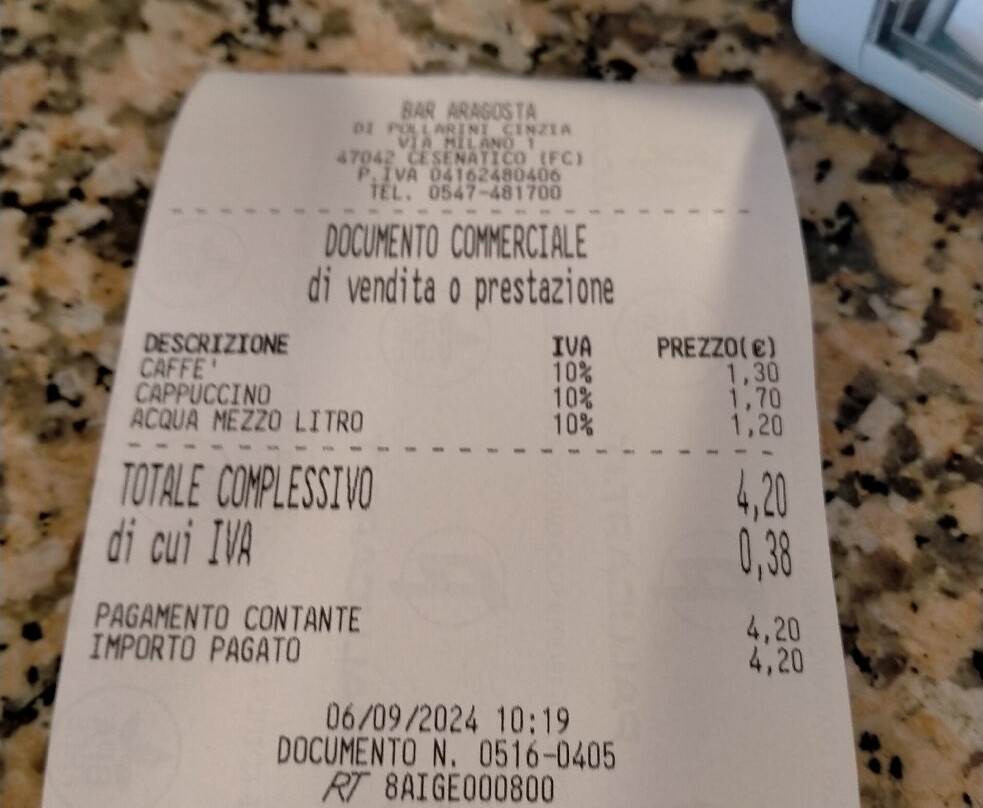 BAR ARAGOSTA
DI POLLARINI CINZIA
VIA MILANO 1
47042 CESENATICO (FC)
P.IVA 04162480406
TEL. 0547-481700
DOCUMENTO COMMERCIALE
di vendita o prestazione
DESCRIZIONE IVA PREZZO(€)
CAFFE' 10% 1,30
CAPPUCCINO 10% 1,70
ACQUA MEZZO LITRO 10% 1,20
TOTALE COMPLESSIVO 4,20
di cui IVA 0,38
PAGAMENTO CONTANTE 4,20
IMPORTO PAGATO 4,20
06/09/2024 10:19
DOCUMENTO N. 0516-0405
RT 8AIGE000800